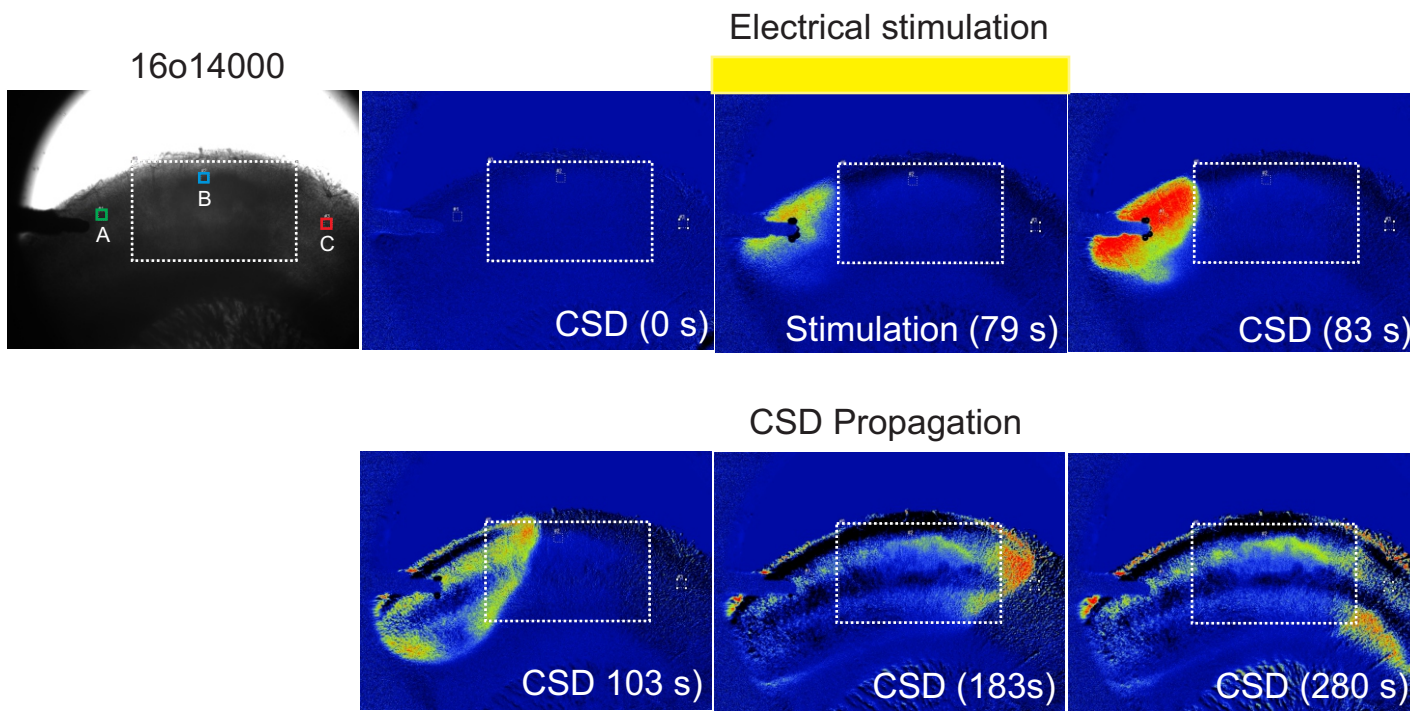 Electrical stimulation
16o14000
A
B
C
CSD (0 s)
Stimulation (79 s)
CSD (83 s)
CSD Propagation
CSD 103 s)
CSD (183s)
CSD (280 s)